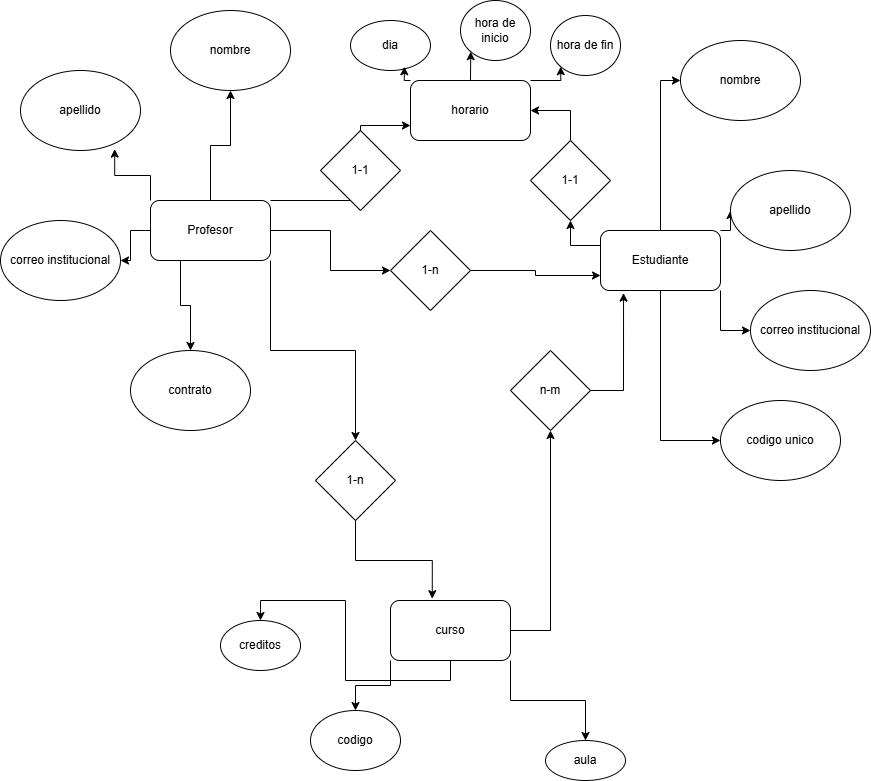 nombre
dia
hora de
inicio
hora de fin
nombre
apellido
horario
1-1
1-1
apellido
Profesor
correo institucional
1-n
Estudiante
correo institucional
contrato
n-m
codigo unico
1-n
creditos
curso
codigo
aula